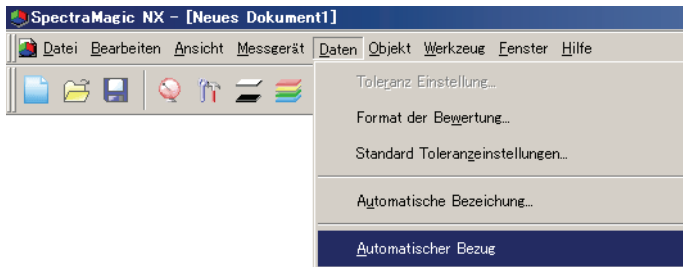 SpectraMagic NX - [Neues Dokument1]
Datei Bearbeiten Ansicht Messgerät Daten Objekt Werkzeug Fenster Hilfe
Toleranz Einstellung...
Format der Bewertung...
Standard Toleranzeinstellungen...
Automatische Bezeichung...
Automatischer Bezug